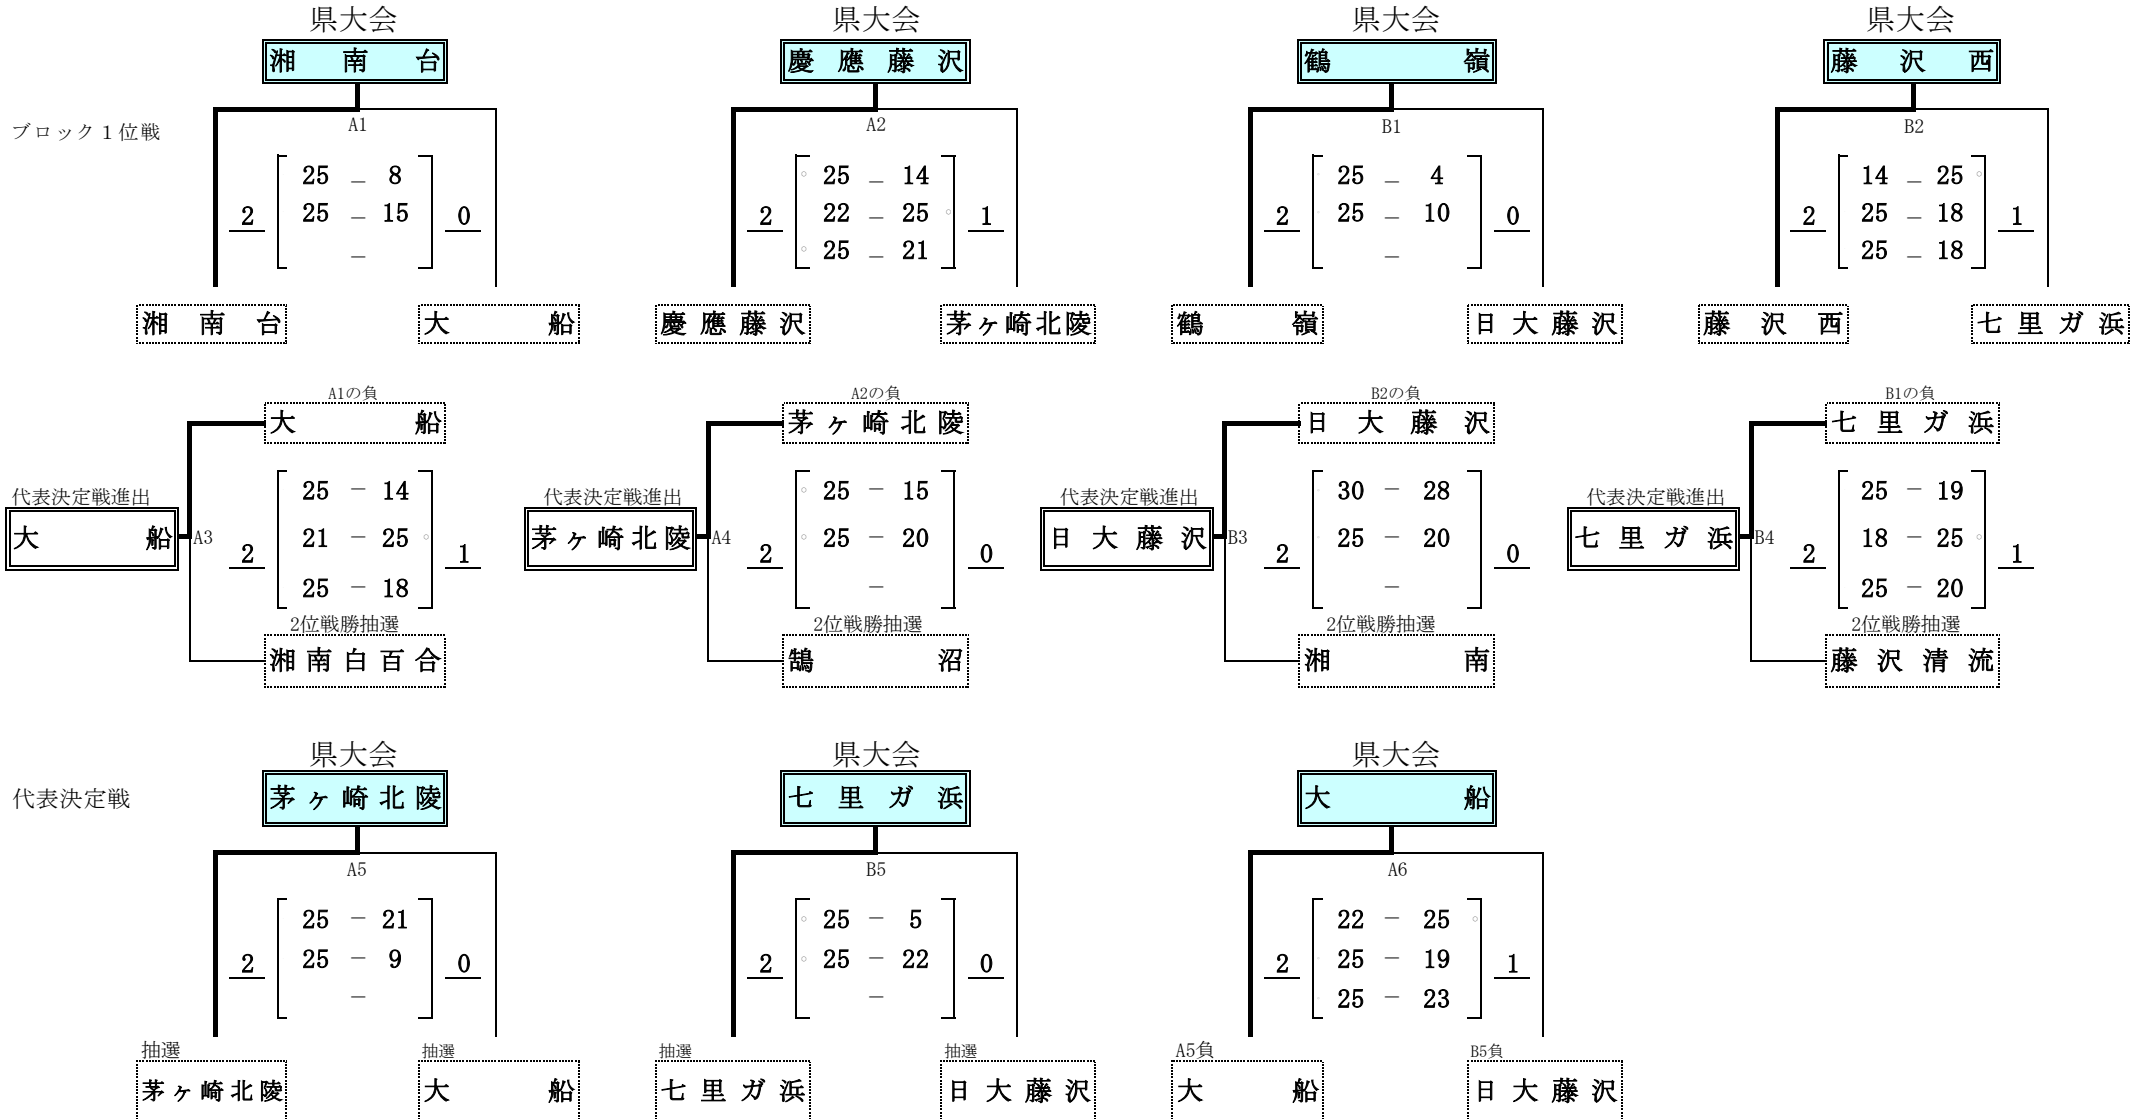 県大会 県大会 県大会 県大会
湘南台 慶應藤沢 鶴嶺 藤沢西
ブロック１位戦 A1 A2 B1 B2
25 － 8 25 － 14 25 － 4 14 － 25
2 25 － 15 0 2 22 － 25 1 2 25 － 10 0 2 25 － 18 1
－ 25 － 21 － 25 － 18
湘南台 大船 慶應藤沢 茅ヶ崎北陵 鶴嶺 日大藤沢 藤沢西 七里ガ浜
A1の負 A2の負 B2の負 B1の負
大船 茅ヶ崎北陵 日大藤沢 七里ガ浜
代表決定戦進出 25 － 14 代表決定戦進出 25 － 15 代表決定戦進出 30 － 28 代表決定戦進出 25 － 19
大船 A3 2 21 － 25 1 茅ヶ崎北陵 A4 2 25 － 20 0 日大藤沢 B3 2 25 － 20 0 七里ガ浜 B4 2 18 － 25 1
25 － 18 － － 25 － 20
2位戦勝抽選 2位戦勝抽選 2位戦勝抽選 2位戦勝抽選
湘南白百合 鵠沼 湘南 藤沢清流
県大会 県大会 県大会
代表決定戦 茅ヶ崎北陵 七里ガ浜 大船
A5 B5 A6
25 － 21 25 － 5 22 － 25
2 25 － 9 0 2 25 － 22 0 2 25 － 19 1
－ － 25 － 23
抽選 抽選 抽選 抽選 A5負 B5負
茅ヶ崎北陵 大船 七里ガ浜 日大藤沢 大船 日大藤沢